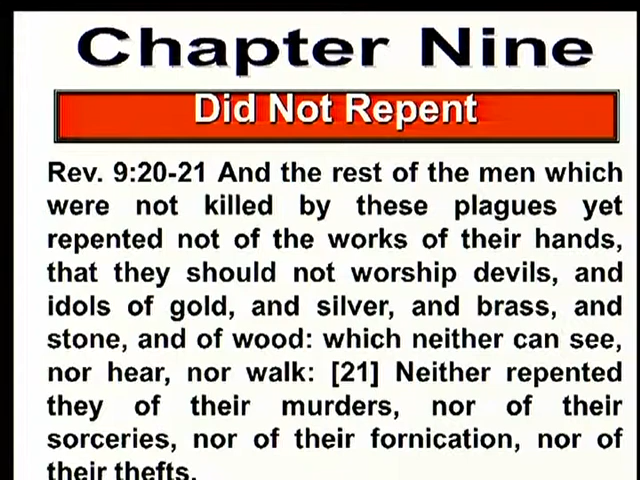 Chapter Nine
Did Not Repent
Rev. 9:20-21 And the rest of the men which
were not killed by these plagues yet
repented not of the works of their hands,
that they should not worship devils, and
idols of gold, and silver, and brass, and
stone, and of wood: which neither can see,
nor hear, nor walk: [21] Neither repented
they of their murders, nor of their
sorceries, nor of their fornication, nor of
their thefts.